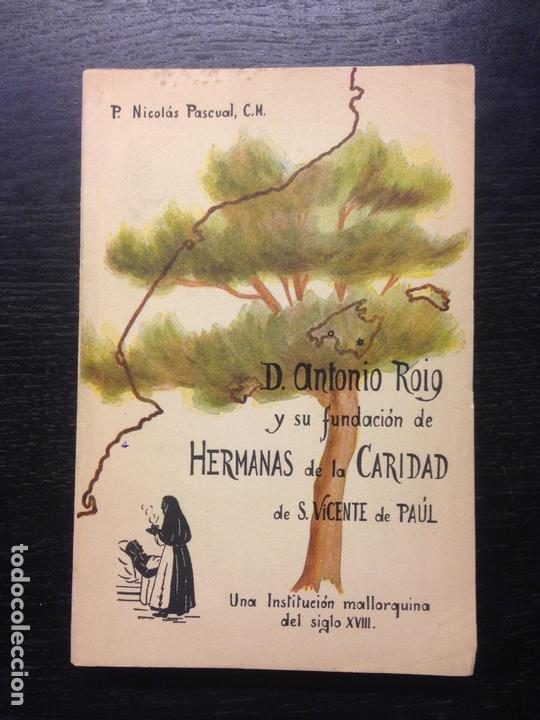 P. Nicolás Pascual, C.M.
D. Antonio Roig
y su fundación de
HERMANAS de la CARIDAD
de S. VICENTE de PAÚL
Una Institución mallorquina
del siglo XVIII.
todocoleccion.net